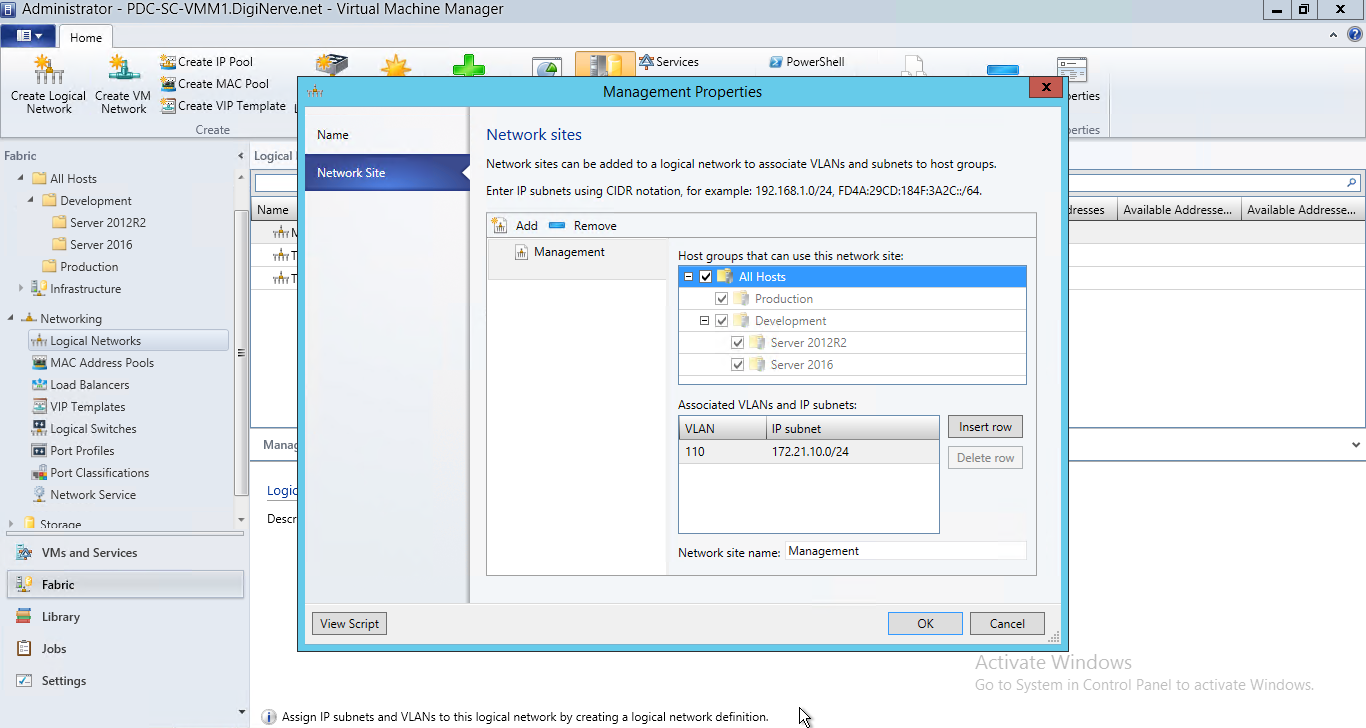 Administrator - PDC-SC-VMM1.DigiNerve.net - Virtual Machine Manager
Home
Create Logical Network
Create VM Network
Create IP Pool
Create MAC Pool
Create VIP Template
Create
Services
PowerShell
Fabric
All Hosts
Development
Server 2012R2
Server 2016
Production
Infrastructure
Networking
Logical Networks
MAC Address Pools
Load Balancers
VIP Templates
Logical Switches
Port Profiles
Port Classifications
Network Service
Storage
VMs and Services
Fabric
Library
Jobs
Settings
Logical
Name
Available Addresse...
Available Addresse...
Management Properties
Name
Network Site
Network sites
Network sites can be added to a logical network to associate VLANs and subnets to host groups.
Enter IP subnets using CIDR notation, for example: 192.168.1.0/24, FD4A:29CD:184F:3A2C::/64.
Add
Remove
Management
Host groups that can use this network site:
All Hosts
Production
Development
Server 2012R2
Server 2016
Associated VLANs and IP subnets:
VLAN
IP subnet
110
172.21.10.0/24
Insert row
Delete row
Network site name:
Management
View Script
OK
Cancel
Activate Windows
Go to System in Control Panel to activate Windows.
Assign IP subnets and VLANs to this logical network by creating a logical network definition.